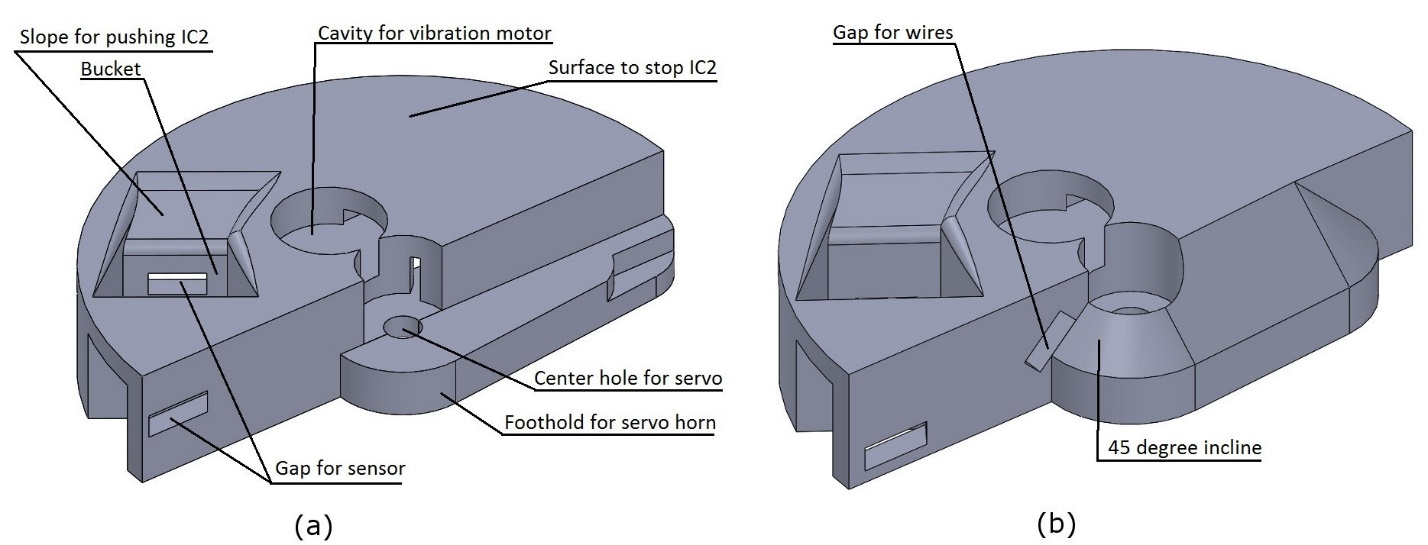 Slope for pushing IC2
Bucket
Cavity for vibration motor
Surface to stop IC2
Center hole for servo
Foothold for servo horn
Gap for sensor
(a)
Gap for wires
45 degree incline
(b)